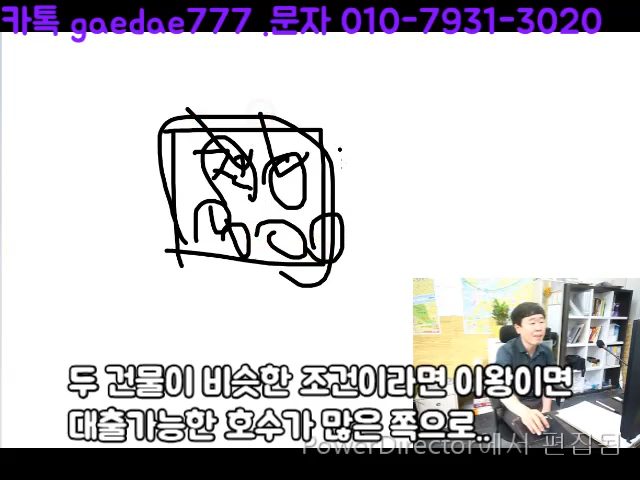 카톡 gaedae777 .문자 010-7931-3020
두 건물이 비슷한 조건이라면 이왕이면
대출가능한 호수가 많은 쪽으로..
PowerDirector에서 편집됨